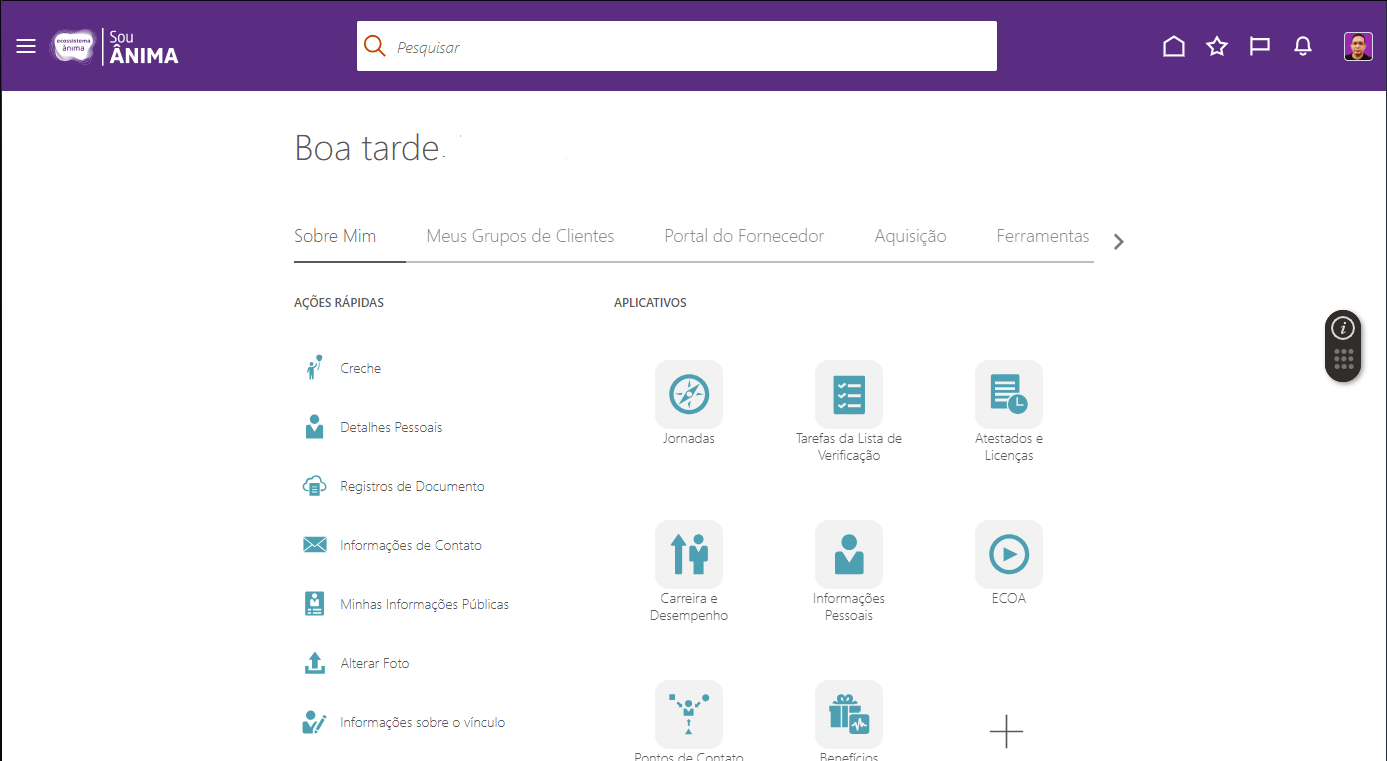 ecossistema
ânima
Sou
ÂNIMA
Pesquisar
Boa tarde.
Sobre Mim
Meus Grupos de Clientes
Portal do Fornecedor
Aquisição
Ferramentas
AÇÕES RÁPIDAS
APLICATIVOS
Creche
Detalhes Pessoais
Registros de Documento
Informações de Contato
Minhas Informações Públicas
Alterar Foto
Informações sobre o vínculo
Jornadas
Tarefas da Lista de
Verificação
Atestados e
Licenças
Carreira e
Desempenho
Informações
Pessoais
ECOA
Pontos de Contato
Benefícios